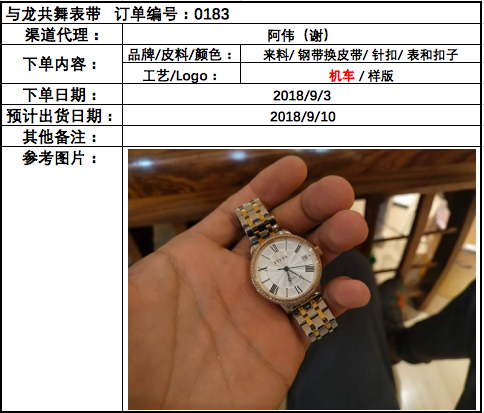 与龙共舞表带 订单编号：0183
渠道代理： 阿伟（谢）
下单内容： 品牌/皮料/颜色： 来料/ 钢带换皮带/ 针扣/ 表和扣子
工艺/Logo： 机车 / 样版
下单日期： 2018/9/3
预计出货日期： 2018/9/10
其他备注：
参考图片：